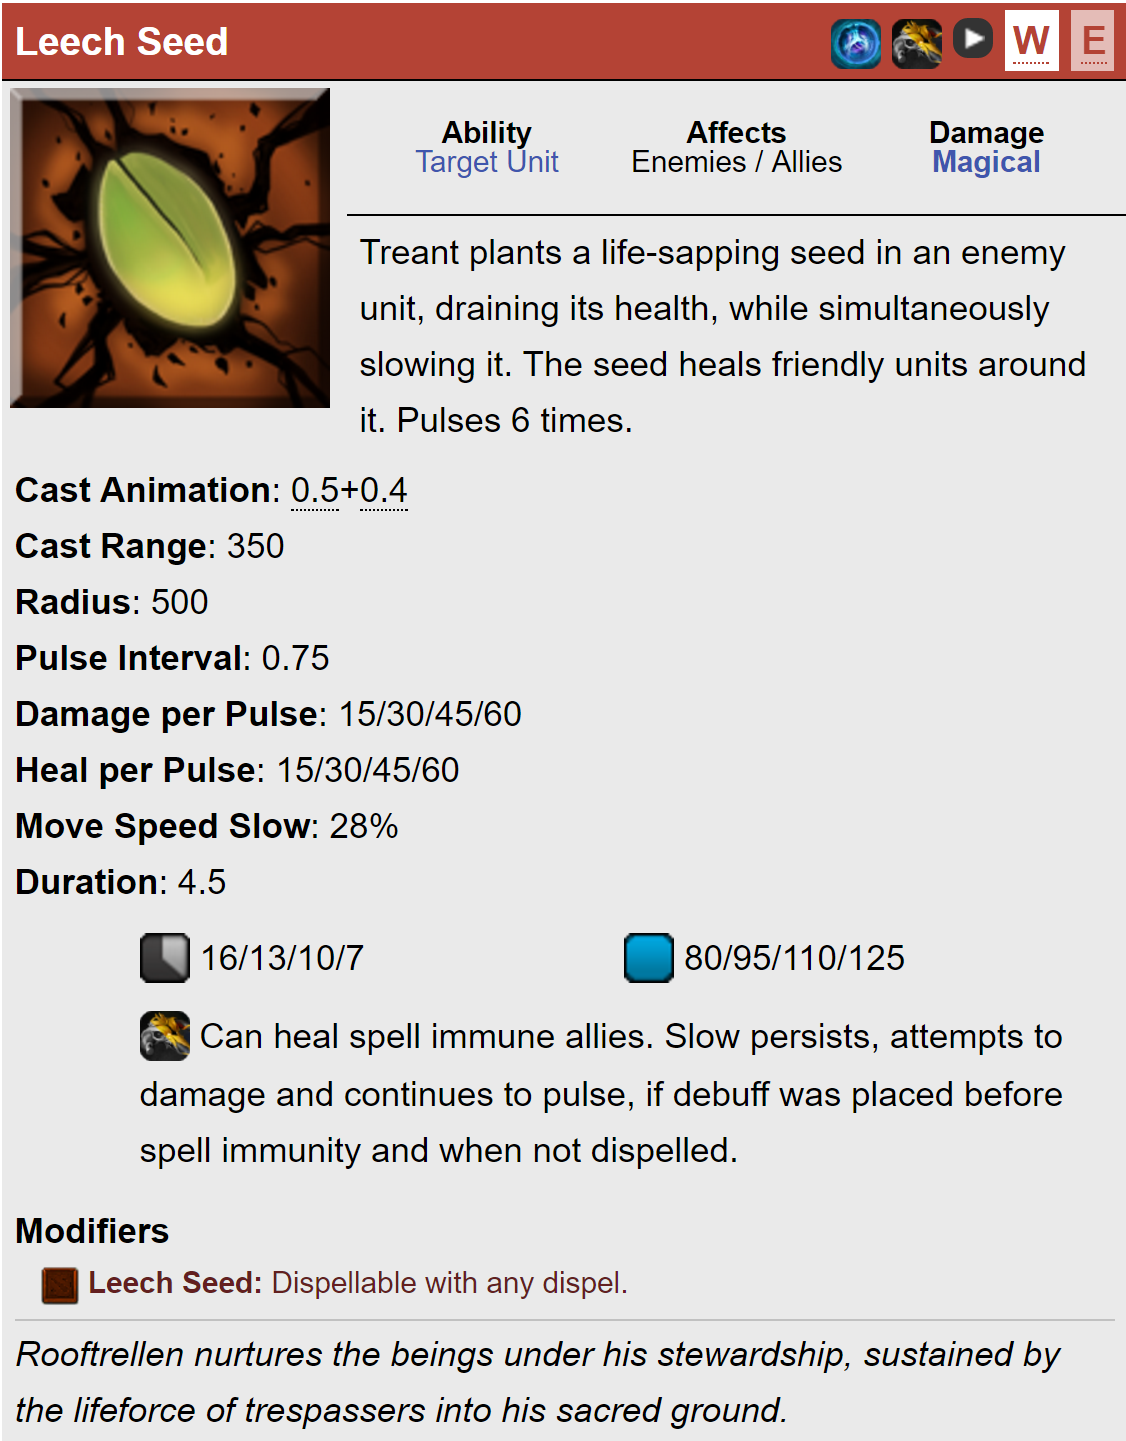 Leech Seed
W
E
Ability
Target Unit
Affects
Enemies / Allies
Damage
Magical
Treant plants a life-sapping seed in an enemy
unit, draining its health, while simultaneously
slowing it. The seed heals friendly units around
it. Pulses 6 times.
Cast Animation: 0.5+0.4
Cast Range: 350
Radius: 500
Pulse Interval: 0.75
Damage per Pulse: 15/30/45/60
Heal per Pulse: 15/30/45/60
Move Speed Slow: 28%
Duration: 4.5
16/13/10/7
80/95/110/125
Can heal spell immune allies. Slow persists, attempts to
damage and continues to pulse, if debuff was placed before
spell immunity and when not dispelled.
Modifiers
Leech Seed: Dispellable with any dispel.
Rooftrellen nurtures the beings under his stewardship, sustained by
the lifeforce of trespassers into his sacred ground.